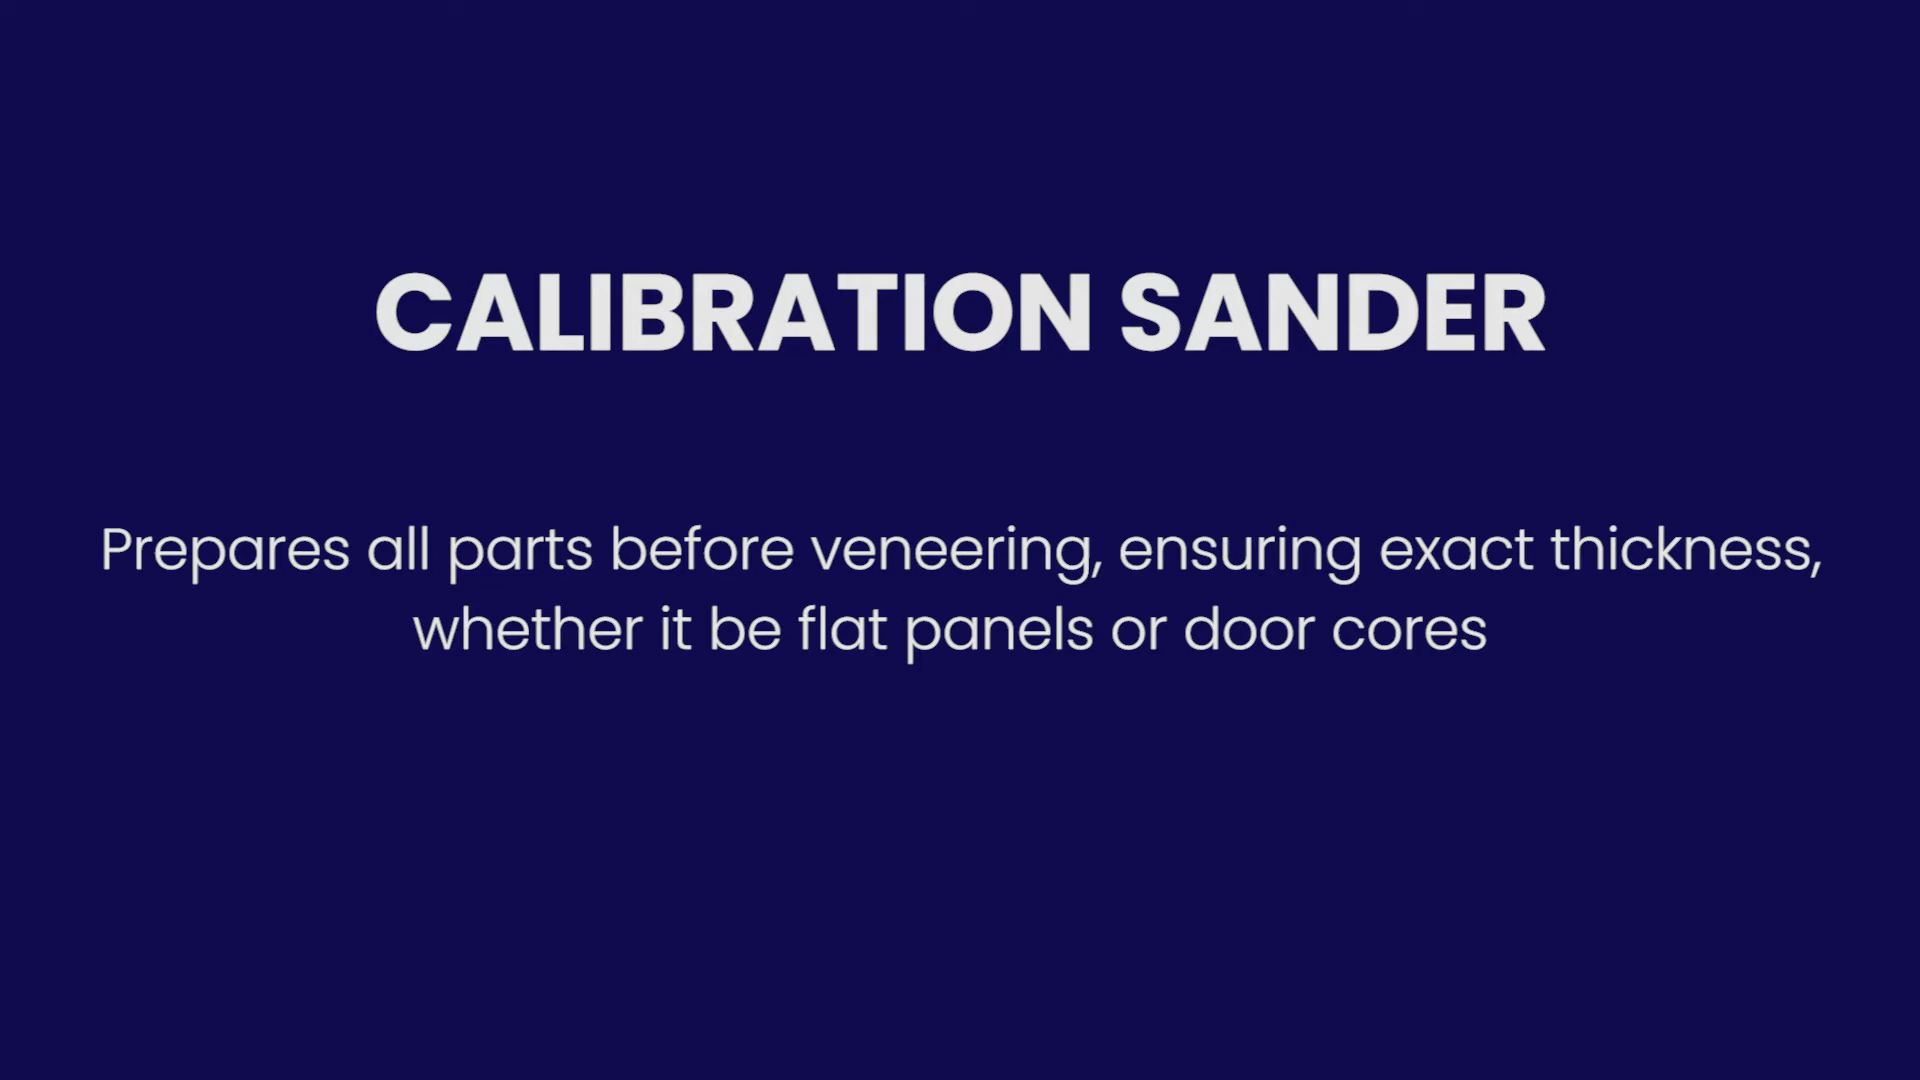 CALIBRATION SANDER
Prepares all parts before veneering, ensuring exact thickness,
whether it be flat panels or door cores